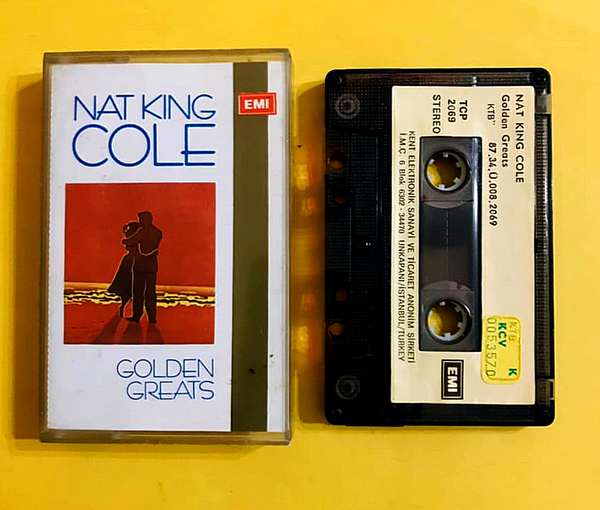 NAT KING
COLE
EMI
GOLDEN
GREATS
TCP
2069
STEREO
NAT KING COLE
Golden Greats
KTB" 87,34,Ü,008,2069
KENT ELEKTRONİK SANAYİ VE TİCARET ANONİM ŞİRKETİ
İ.M.Ç. 6 Blok 6302 - 34470 UNKAPANI/İSTANBUL/TURKEY
EMI
KTB K
KCV
005357D